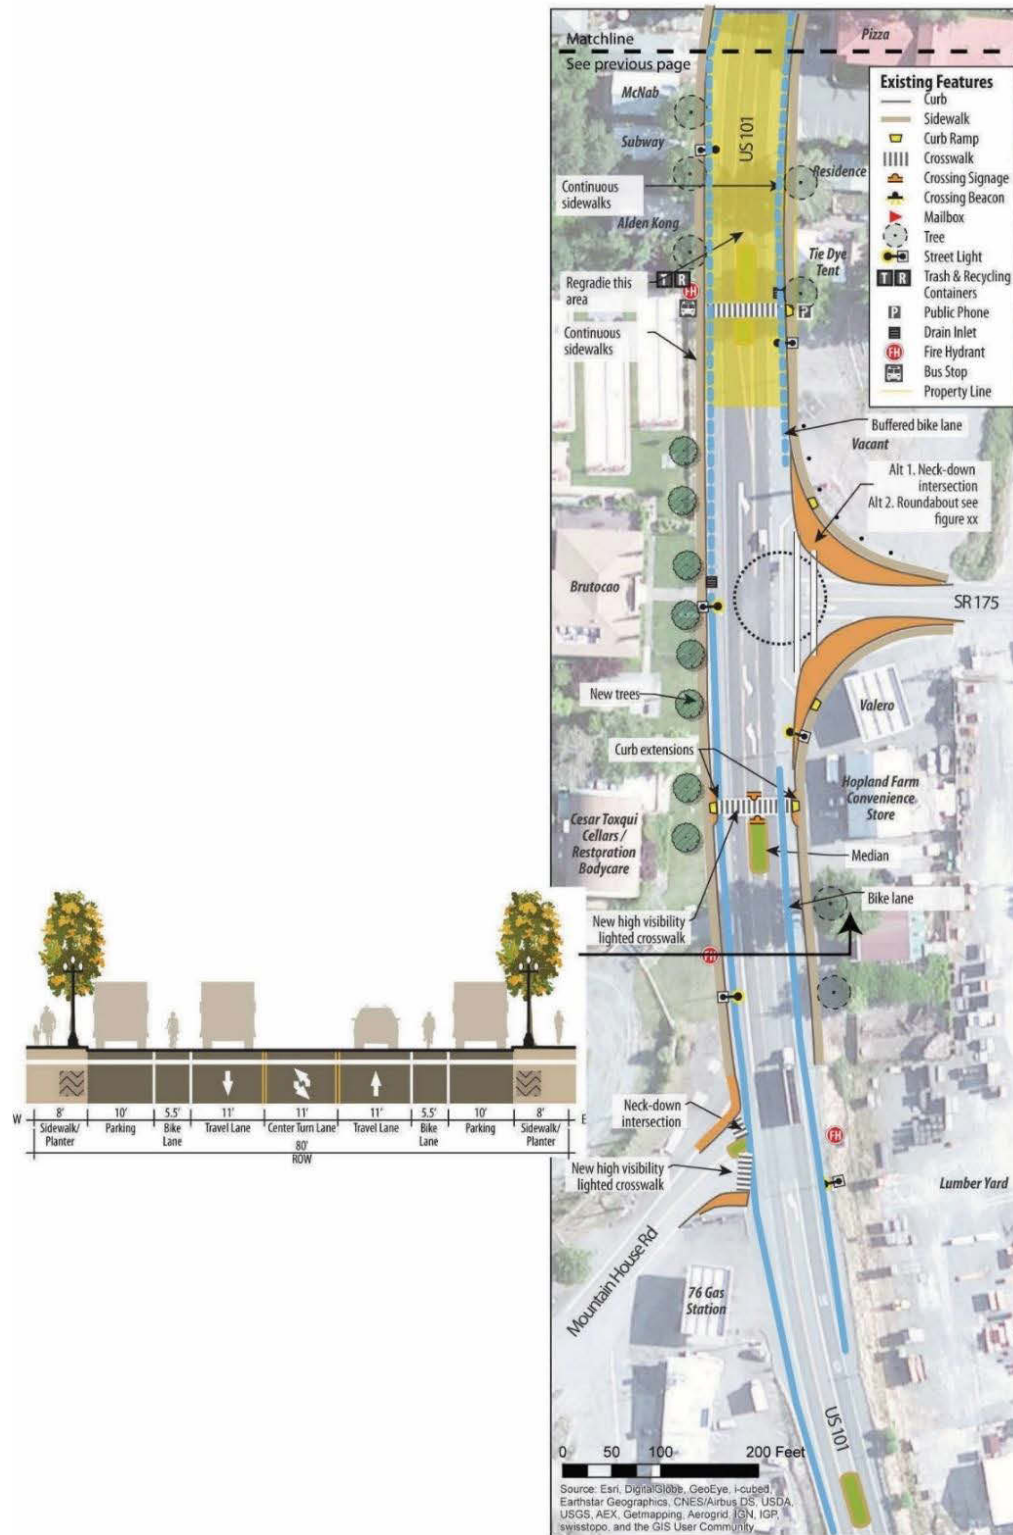 Matchline
Pizza
See previous page
McNab
US101
Subway
Continuous
sidewalks
Residence
Alden Kong
Tie Dye
Tent
Regradie this
area
T R
FH
P
Continuous
sidewalks
Existing Features
Curb
Sidewalk
Curb Ramp
Crosswalk
Crossing Signage
Crossing Beacon
Mailbox
Tree
Street Light
T R Trash & Recycling
Containers
P Public Phone
Drain Inlet
FH Fire Hydrant
Bus Stop
Property Line
Buffered bike lane
Vacant
Alt 1. Neck-down
intersection
Alt 2. Roundabout see
figure xx
Brutocao
SR 175
New trees
Valero
Curb extensions
Hopland Farm
Convenience
Store
Cesar Toxqui
Cellars /
Restoration
Bodycare
Median
Bike lane
New high visibility
lighted crosswalk
FH
W
8'
10'
5.5'
11'
11'
11'
5.5'
10'
8'
E
Sidewalk/
Planter
Parking
Bike
Lane
Travel Lane
Center Turn Lane
Travel Lane
Bike
Lane
Parking
Sidewalk/
Planter
80'
ROW
Neck-down
intersection
FH
New high visibility
lighted crosswalk
Lumber Yard
Mountain House Rd
76 Gas
Station
US101
0 50 100 200 Feet
Source: Esri, DigitalGlobe, GeoEye, i-cubed,
Earthstar Geographics, CNES/Airbus DS, USDA,
USGS, AEX, Getmapping, Aerogrid, IGN, IGP,
swisstopo, and the GIS User Community